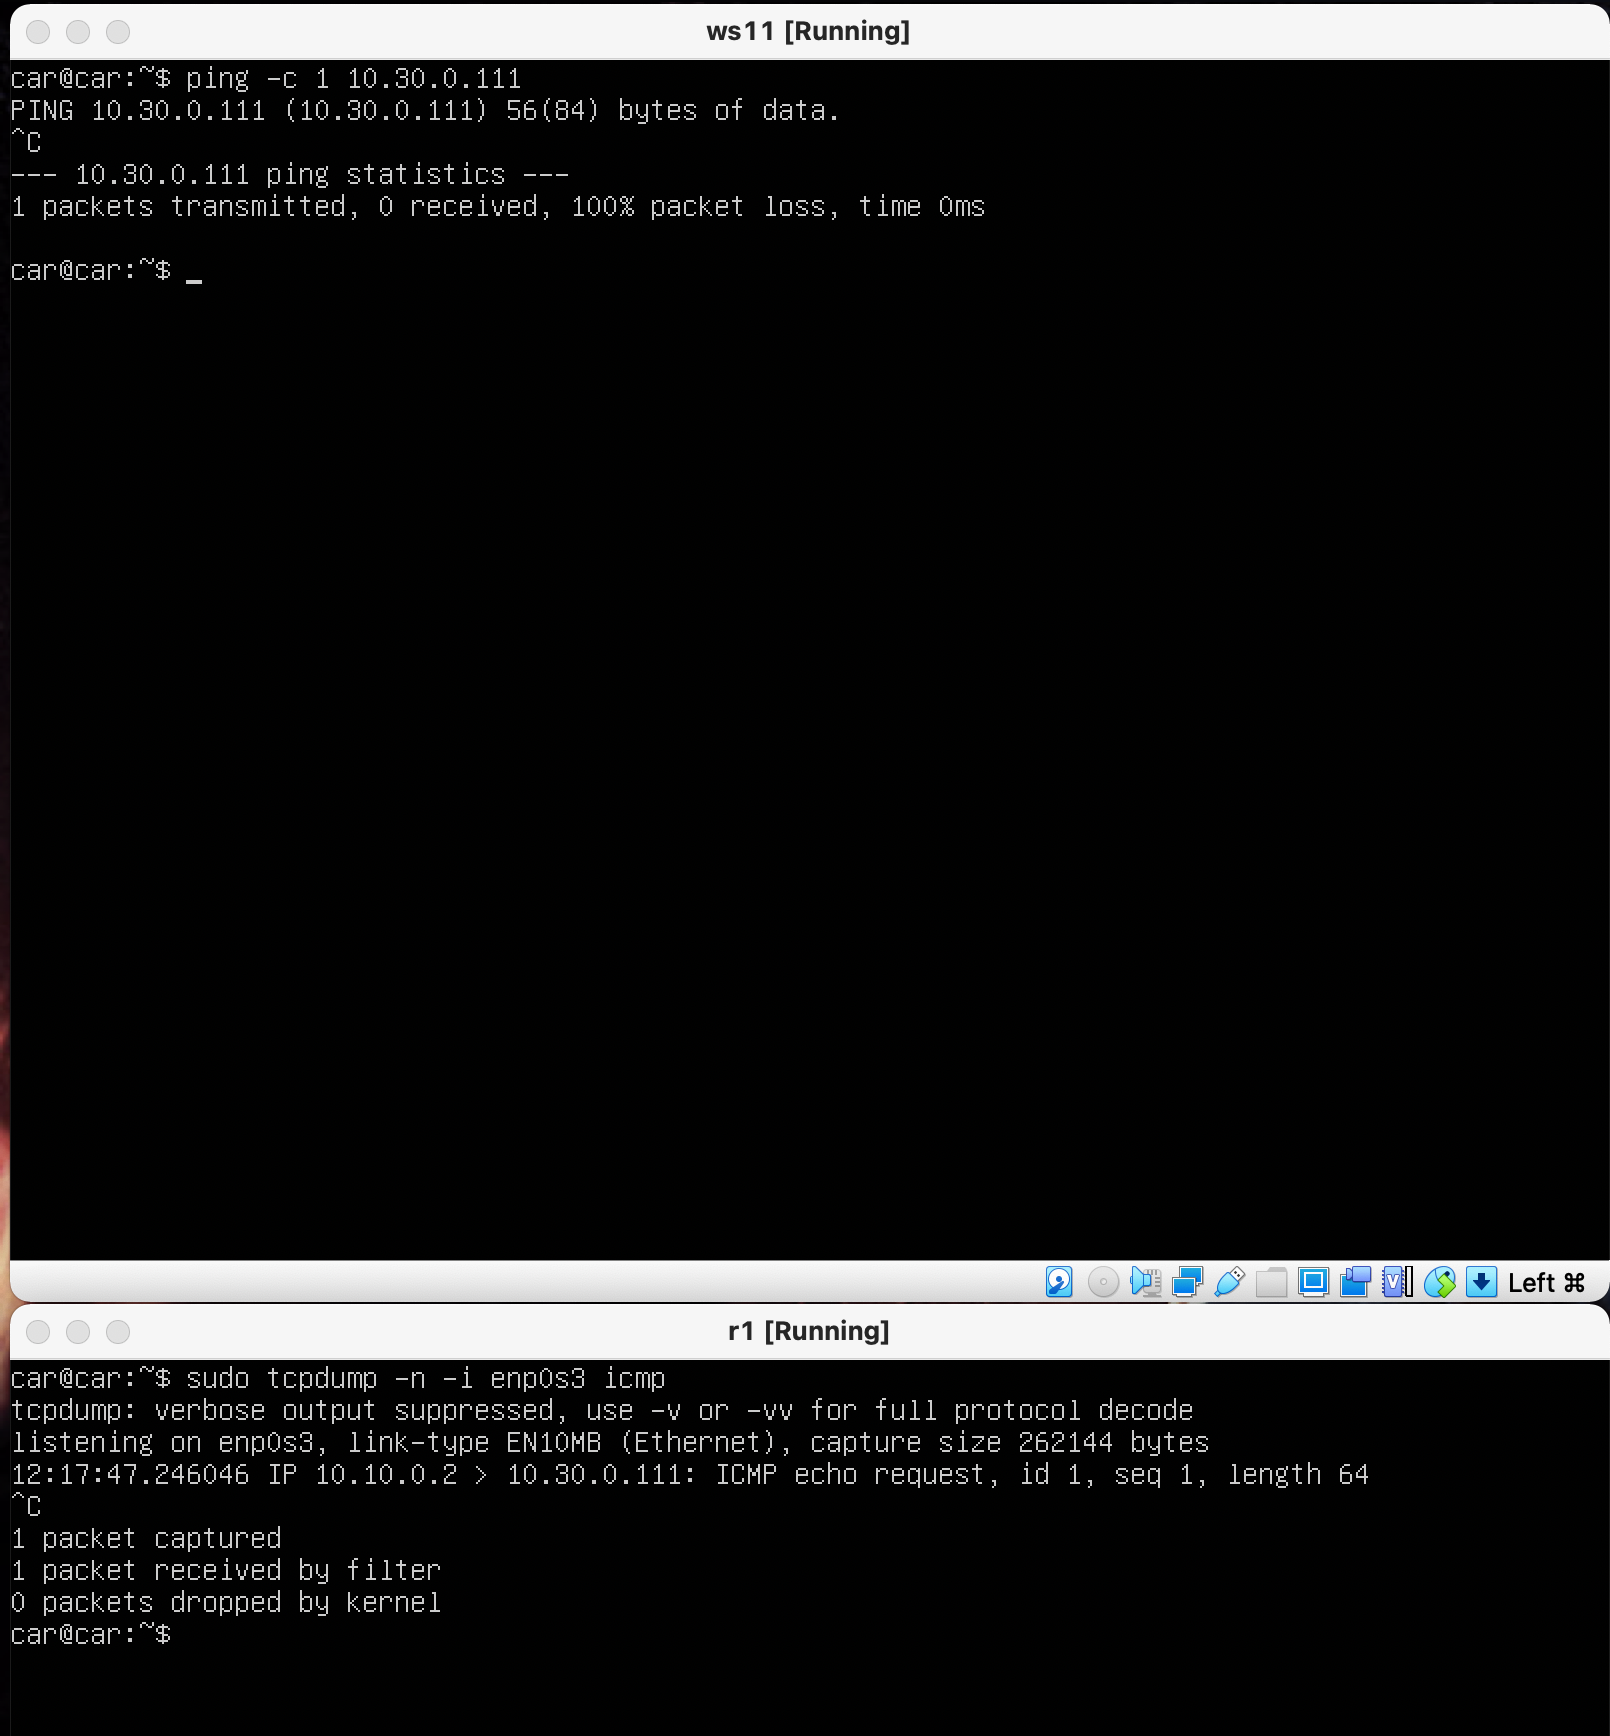 ws11 [Running]
car@car:~$ ping -c 1 10.30.0.111
PING 10.30.0.111 (10.30.0.111) 56(84) bytes of data.
^C
--- 10.30.0.111 ping statistics ---
1 packets transmitted, 0 received, 100% packet loss, time 0ms
car@car:~$ _
Left ⌘
r1 [Running]
car@car:~$ sudo tcpdump -n -i enp0s3 icmp
tcpdump: verbose output suppressed, use -v or -vv for full protocol decode
listening on enp0s3, link-type EN10MB (Ethernet), capture size 262144 bytes
12:17:47.246046 IP 10.10.0.2 > 10.30.0.111: ICMP echo request, id 1, seq 1, length 64
^C
1 packet captured
1 packet received by filter
0 packets dropped by kernel
car@car:~$